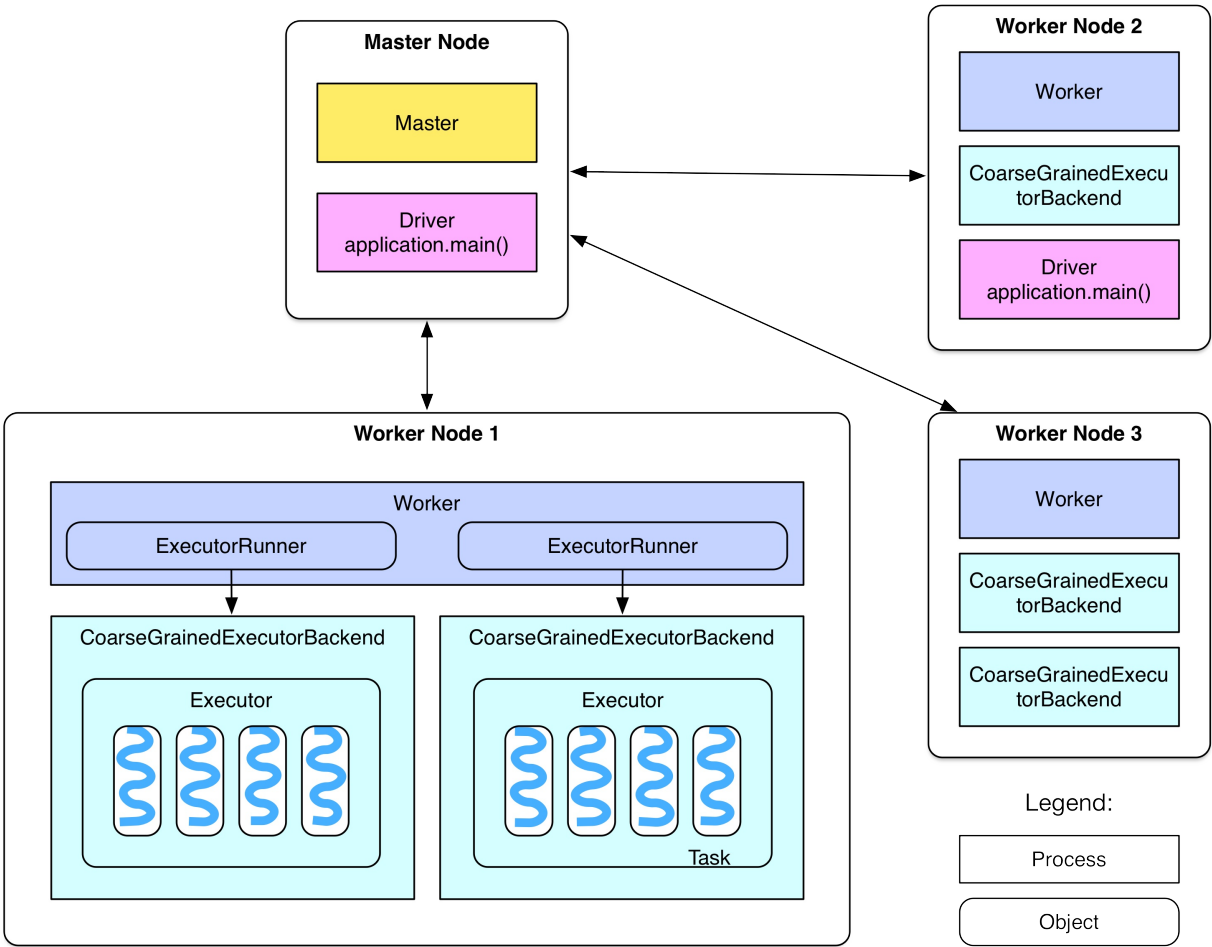 Master Node
Master
Driver
application.main()
Worker Node 2
Worker
CoarseGrainedExecu
torBackend
Driver
application.main()
Worker Node 1
Worker
ExecutorRunner
ExecutorRunner
CoarseGrainedExecutorBackend
Executor
CoarseGrainedExecutorBackend
Executor
Task
Worker Node 3
Worker
CoarseGrainedExecu
torBackend
CoarseGrainedExecu
torBackend
Legend:
Process
Object